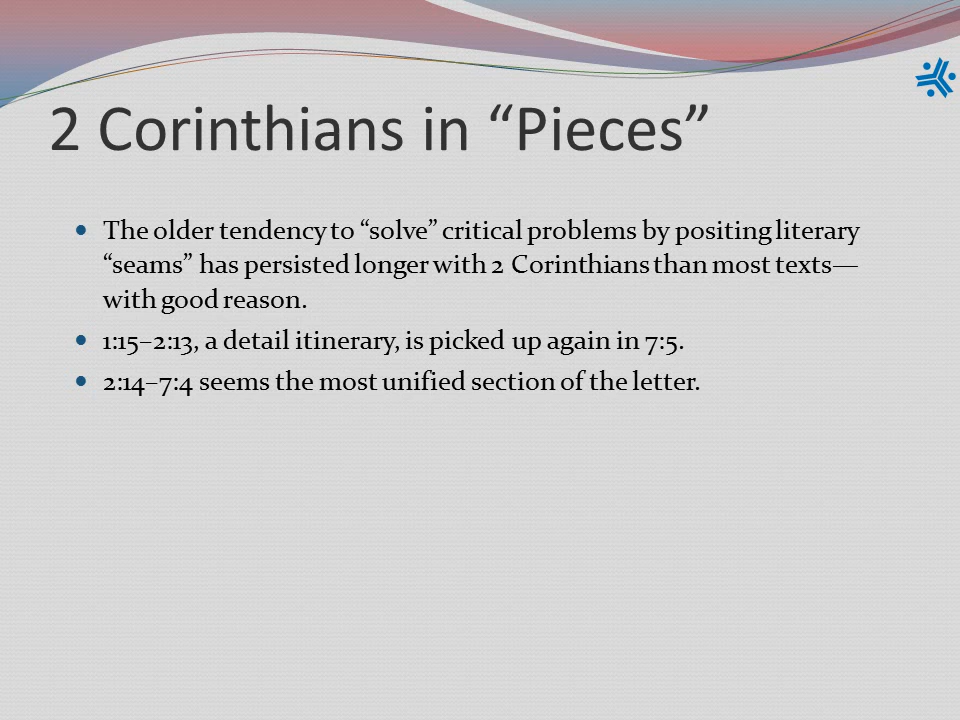 2 Corinthians in “Pieces”
• The older tendency to “solve” critical problems by positing literary
“seams” has persisted longer with 2 Corinthians than most texts—
with good reason.
• 1:15–2:13, a detail itinerary, is picked up again in 7:5.
• 2:14–7:4 seems the most unified section of the letter.